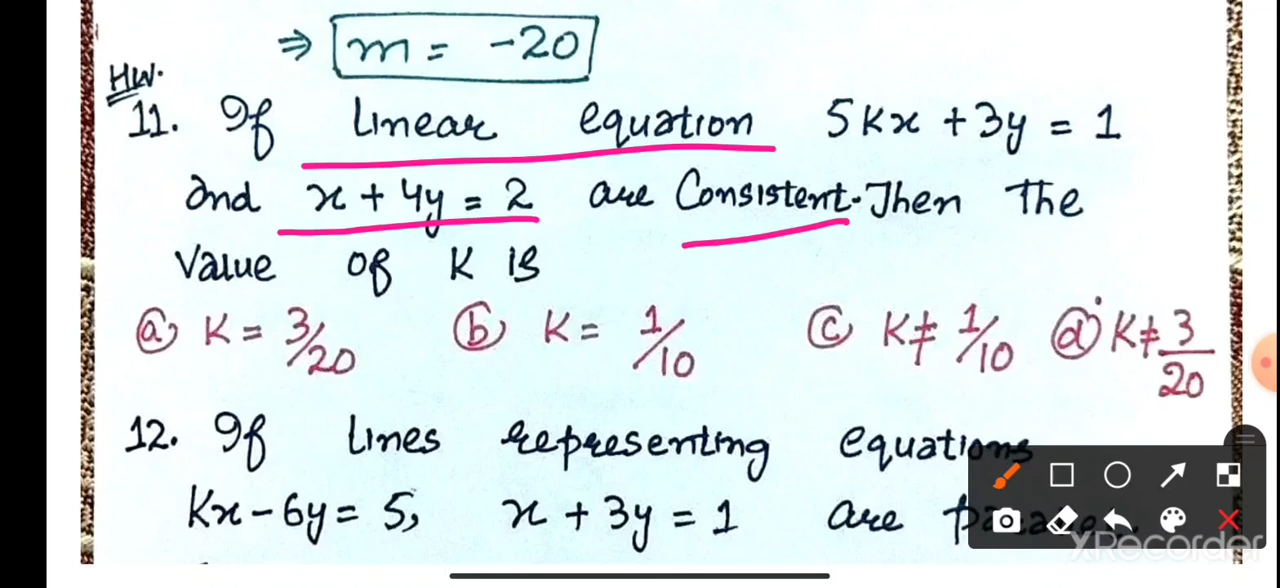 ⇒ m = -20
HW.
11. If linear equation 5kx + 3y = 1
and x + 4y = 2 are Consistent. Then the
Value of K is
(a) K = 3/20 (b) K = 1/10 (c) K ≠ 1/10 (d) K ≠ 3/20
12. If lines representing equations
Kx - 6y = 5, x + 3y = 1 are
XRecorder